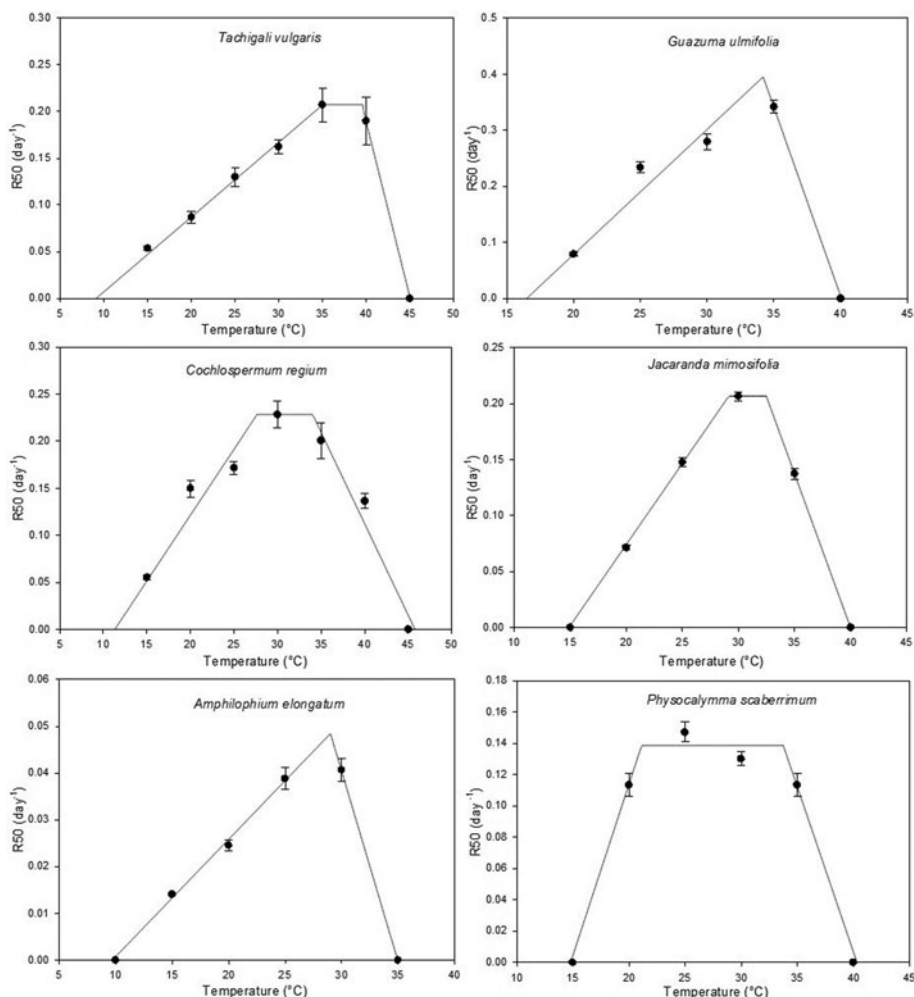 Tachigali vulgaris
R50 (day⁻¹)
0.30
0.25
0.20
0.15
0.10
0.05
0.00
5 10 15 20 25 30 35 40 45 50
Temperature (°C)
Guazuma ulmifolia
R50 (day⁻¹)
0.5
0.4
0.3
0.2
0.1
0.0
15 20 25 30 35 40 45
Temperature (°C)
Cochlospermum regium
R50 (day⁻¹)
0.30
0.25
0.20
0.15
0.10
0.05
0.00
5 10 15 20 25 30 35 40 45 50
Temperature (°C)
Jacaranda mimosifolia
R50 (day⁻¹)
0.25
0.20
0.15
0.10
0.05
0.00
10 15 20 25 30 35 40 45
Temperature (°C)
Amphilophium elongatum
R50 (day⁻¹)
0.06
0.05
0.04
0.03
0.02
0.01
0.00
5 10 15 20 25 30 35 40
Temperature (°C)
Physocalymma scaberrimum
R50 (day⁻¹)
0.18
0.16
0.14
0.12
0.10
0.08
0.06
0.04
0.02
0.00
10 15 20 25 30 35 40 45
Temperature (°C)